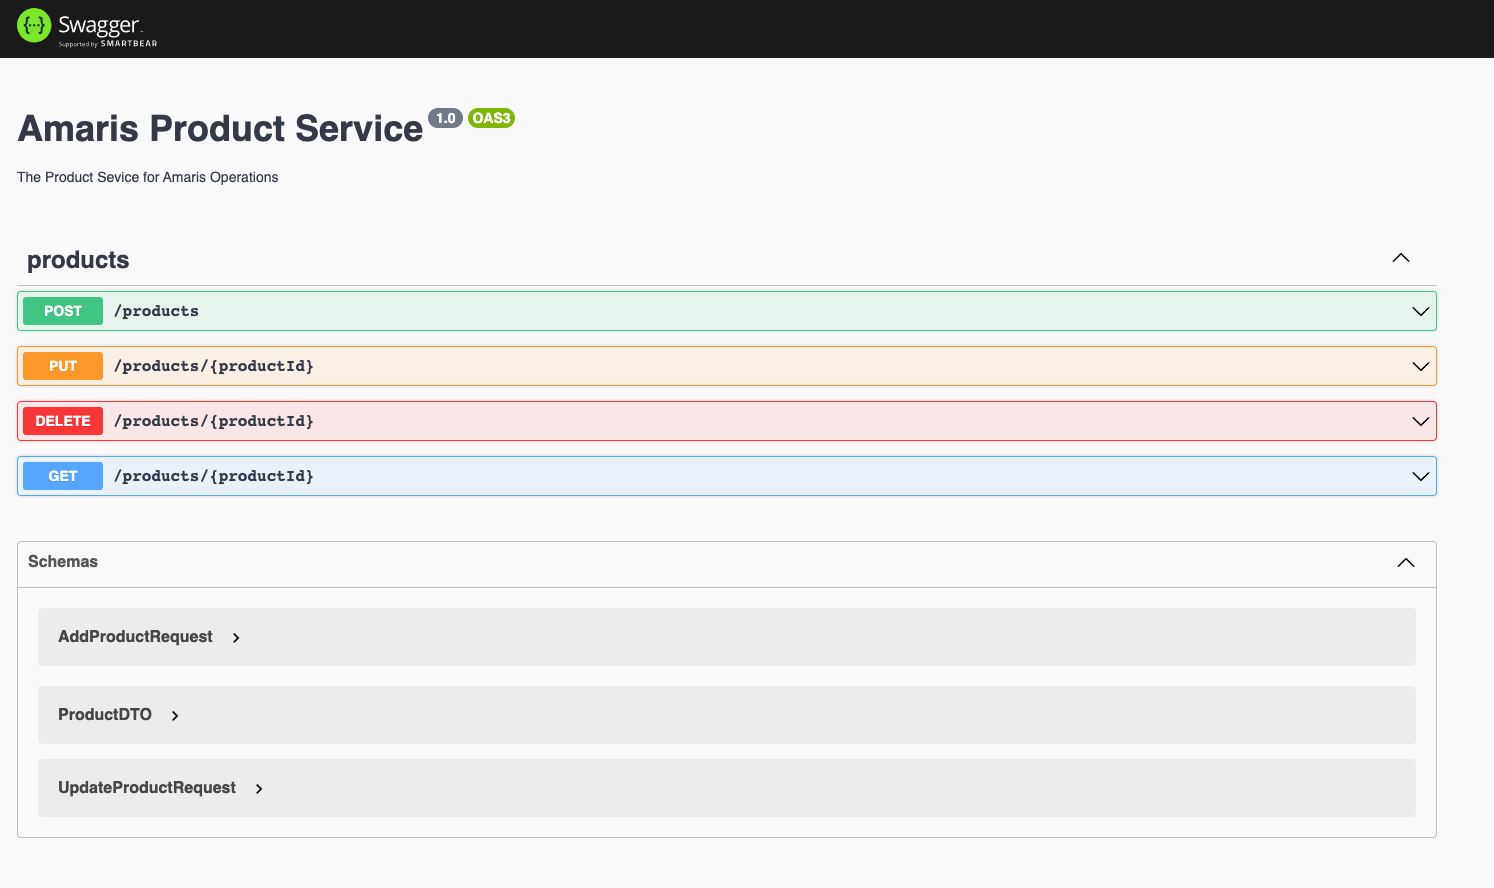 {...} Swagger
Supported by SMARTBEAR
Amaris Product Service 1.0 OAS3
The Product Sevice for Amaris Operations
products
POST /products
PUT /products/{productId}
DELETE /products/{productId}
GET /products/{productId}
Schemas
AddProductRequest
ProductDTO
UpdateProductRequest